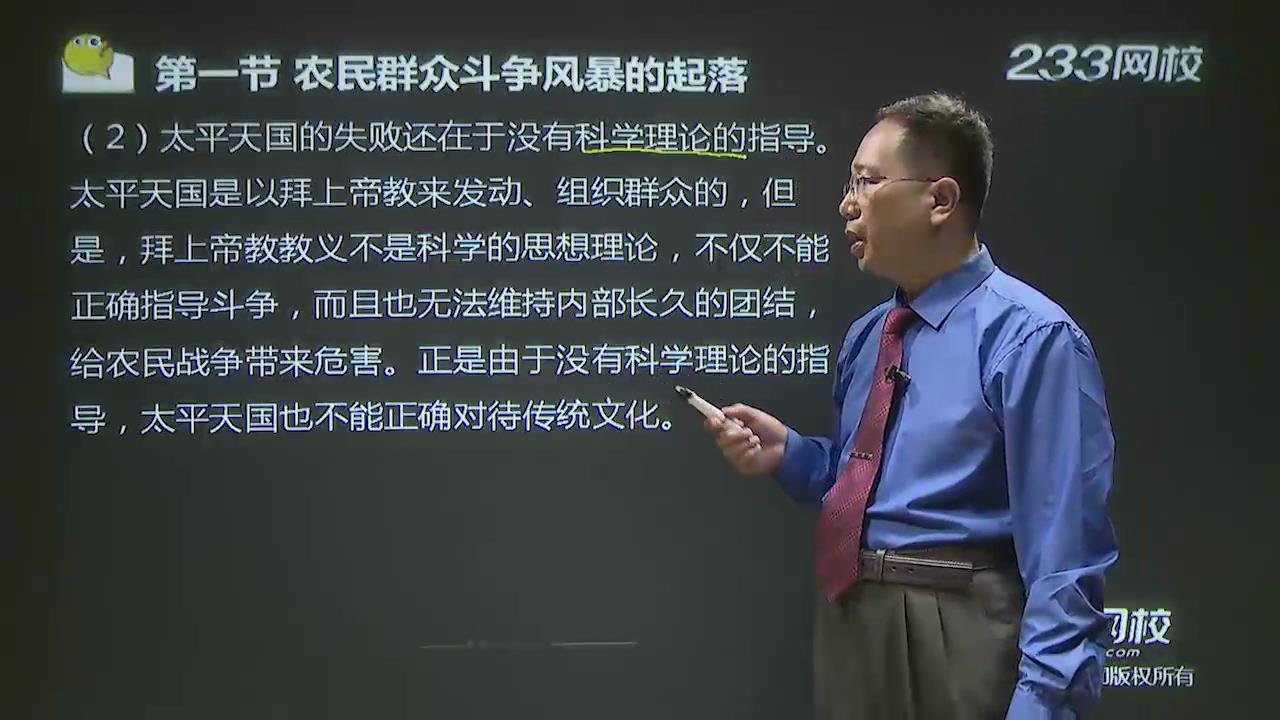 第一节 农民群众斗争风暴的起落
233网校
（2）太平天国的失败还在于没有科学理论的指导。
太平天国是以拜上帝教来发动、组织群众的，但
是，拜上帝教教义不是科学的思想理论，不仅不能
正确指导斗争，而且也无法维持内部长久的团结，
给农民战争带来危害。正是由于没有科学理论的指
导，太平天国也不能正确对待传统文化。
网校
.com
版权所有